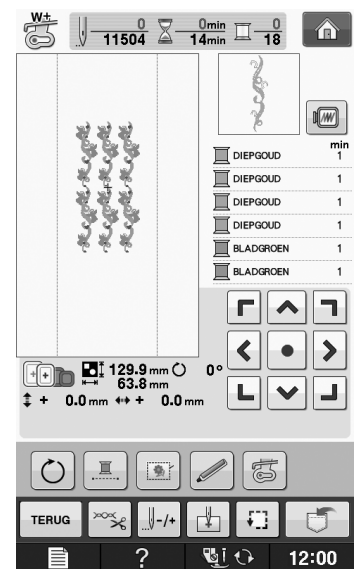 W+
0 0min 0
11504 14min 18
min
DIEPGOUD 1
DIEPGOUD 1
DIEPGOUD 1
DIEPGOUD 1
BLADGROEN 1
BLADGROEN 1
129.9 mm 0°
63.8 mm
+ 0.0 mm + 0.0 mm
TERUG -/+
? 12:00